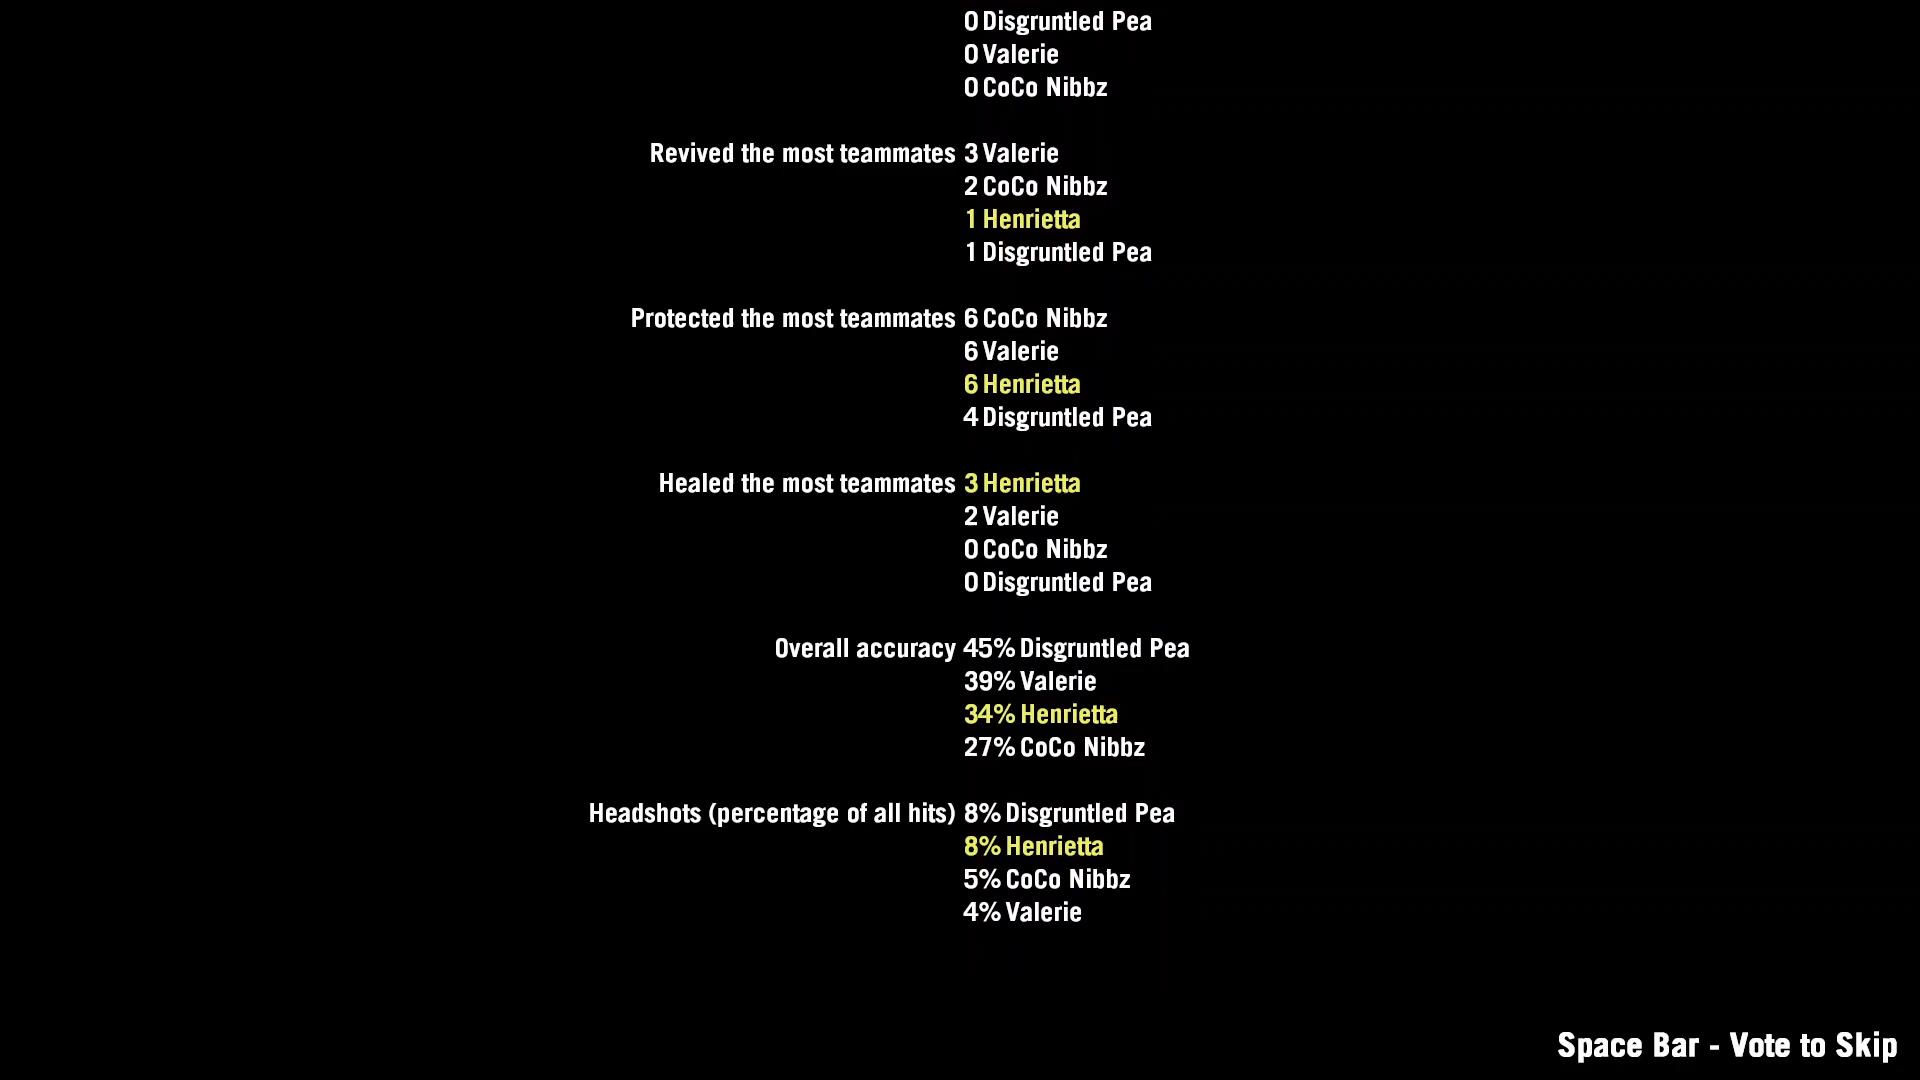 0 Disgruntled Pea
0 Valerie
0 CoCo Nibbz
Revived the most teammates 3 Valerie
2 CoCo Nibbz
1 Henrietta
1 Disgruntled Pea
Protected the most teammates 6 CoCo Nibbz
6 Valerie
6 Henrietta
4 Disgruntled Pea
Healed the most teammates 3 Henrietta
2 Valerie
0 CoCo Nibbz
0 Disgruntled Pea
Overall accuracy 45% Disgruntled Pea
39% Valerie
34% Henrietta
27% CoCo Nibbz
Headshots (percentage of all hits) 8% Disgruntled Pea
8% Henrietta
5% CoCo Nibbz
4% Valerie
Space Bar - Vote to Skip